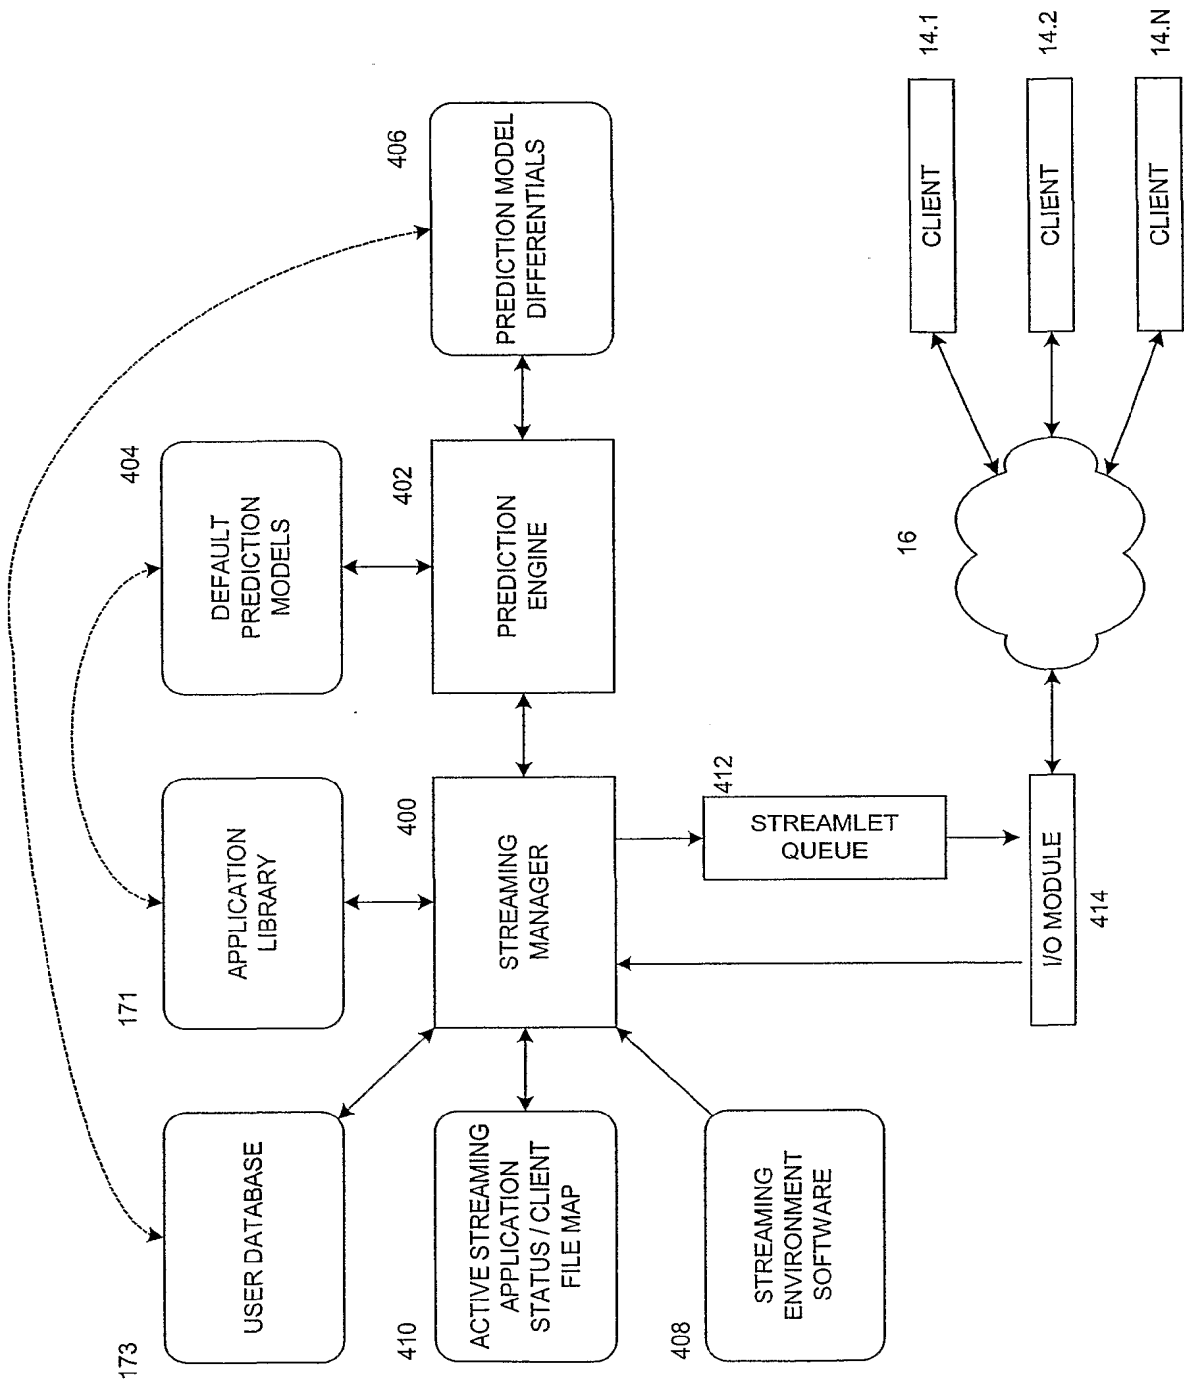 173
USER DATABASE
410
ACTIVE STREAMING
APPLICATION
STATUS / CLIENT
FILE MAP
408
STREAMING
ENVIRONMENT
SOFTWARE
171
APPLICATION
LIBRARY
400
STREAMING
MANAGER
412
STREAMLET
QUEUE
I/O MODULE
414
404
DEFAULT
PREDICTION
MODELS
402
PREDICTION
ENGINE
406
PREDICTION MODEL
DIFFERENTIALS
16
CLIENT
14.1
CLIENT
14.2
CLIENT
14.N